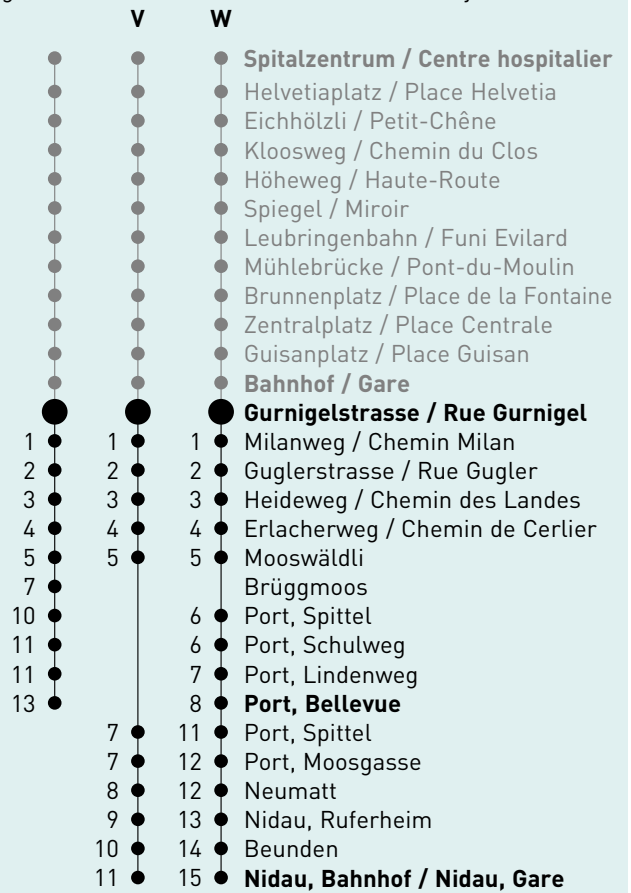 V W
Spitalzentrum / Centre hospitalier
Helvetiaplatz / Place Helvetia
Eichhölzli / Petit-Chêne
Kloosweg / Chemin du Clos
Höheweg / Haute-Route
Spiegel / Miroir
Leubringenbahn / Funi Evilard
Mühlebrücke / Pont-du-Moulin
Brunnenplatz / Place de la Fontaine
Zentralplatz / Place Centrale
Guisanplatz / Place Guisan
Bahnhof / Gare
Gurnigelstrasse / Rue Gurnigel
1 1 1 Milanweg / Chemin Milan
2 2 2 Guglerstrasse / Rue Gugler
3 3 3 Heideweg / Chemin des Landes
4 4 4 Erlacherweg / Chemin de Cerlier
5 5 5 Mooswäldli
7 Brüggmoos
10 6 Port, Spittel
11 6 Port, Schulweg
11 7 Port, Lindenweg
13 8 Port, Bellevue
7 11 Port, Spittel
7 12 Port, Moosgasse
8 12 Neumatt
9 13 Nidau, Ruferheim
10 14 Beunden
11 15 Nidau, Bahnhof / Nidau, Gare